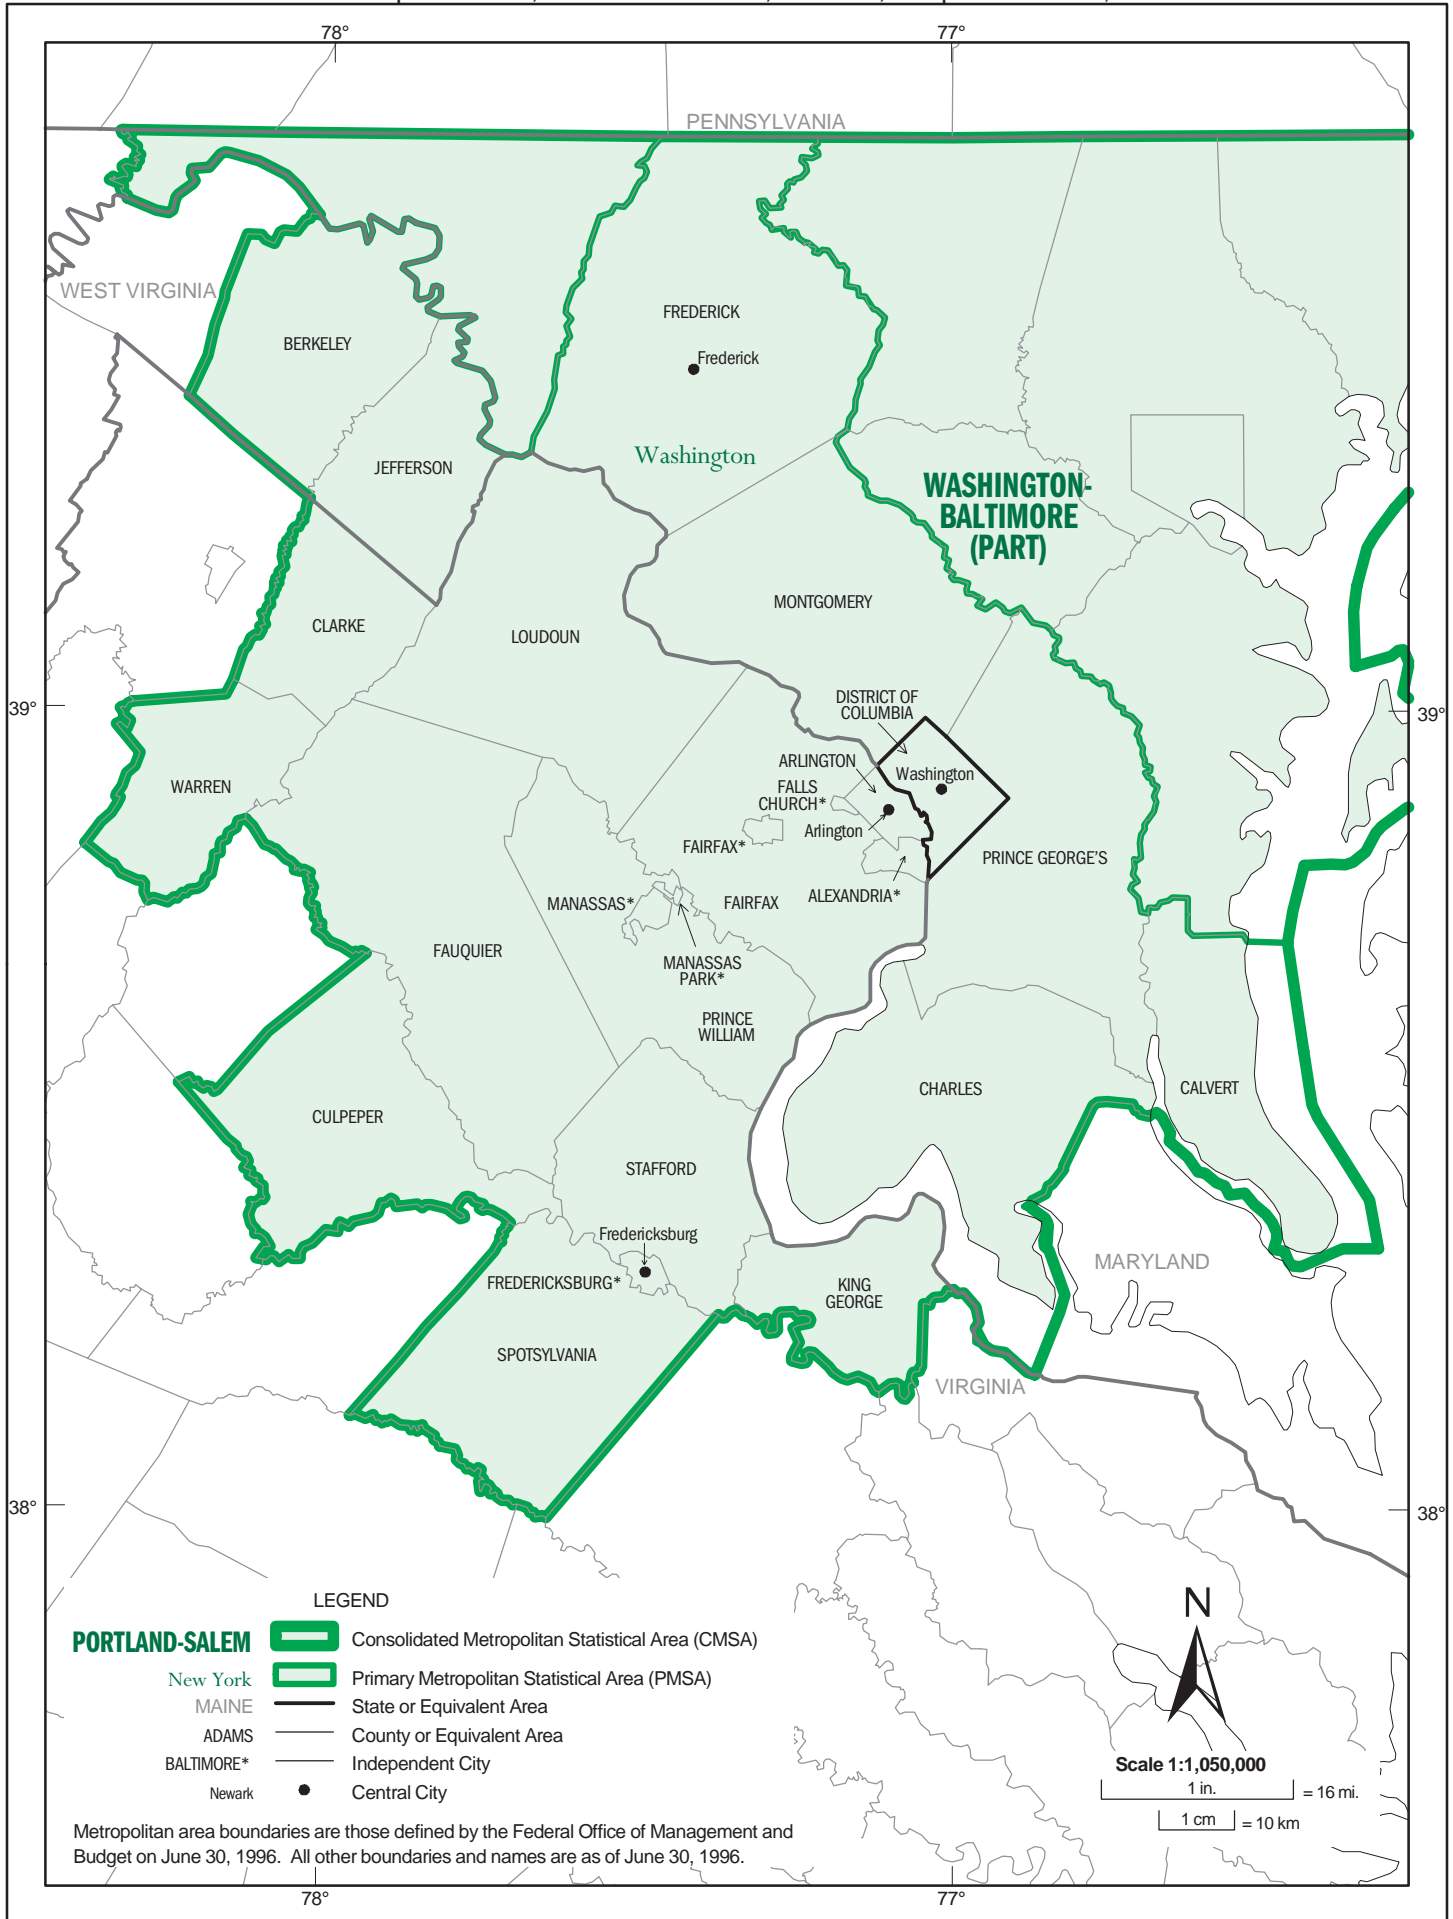 78°
77°
PENNSYLVANIA
WEST VIRGINIA
FREDERICK
BERKELEY
Frederick
Washington
JEFFERSON
WASHINGTON-
BALTIMORE
(PART)
MONTGOMERY
CLARKE
LOUDOUN
DISTRICT OF
COLUMBIA
39°
39°
ARLINGTON
Washington
WARREN
FALLS
CHURCH*
Arlington
FAIRFAX*
PRINCE GEORGE'S
ALEXANDRIA*
MANASSAS*
FAIRFAX
FAUQUIER
MANASSAS
PARK*
PRINCE
WILLIAM
CHARLES
CALVERT
CULPEPER
STAFFORD
Fredericksburg
MARYLAND
FREDERICKSBURG*
KING
GEORGE
SPOTSYLVANIA
VIRGINIA
38°
38°
LEGEND
PORTLAND-SALEM Consolidated Metropolitan Statistical Area (CMSA)
New York Primary Metropolitan Statistical Area (PMSA)
MAINE State or Equivalent Area
ADAMS County or Equivalent Area
BALTIMORE* Independent City
Newark Central City
N
Scale 1:1,050,000
1 in. = 16 mi.
1 cm = 10 km
Metropolitan area boundaries are those defined by the Federal Office of Management and
Budget on June 30, 1996. All other boundaries and names are as of June 30, 1996.
78°
77°